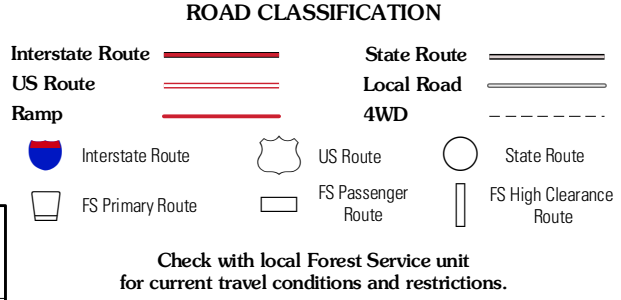 ROAD CLASSIFICATION
Interstate Route
State Route
US Route
Local Road
Ramp
4WD
Interstate Route
US Route
State Route
FS Primary Route
FS Passenger
Route
FS High Clearance
Route
Check with local Forest Service unit
for current travel conditions and restrictions.